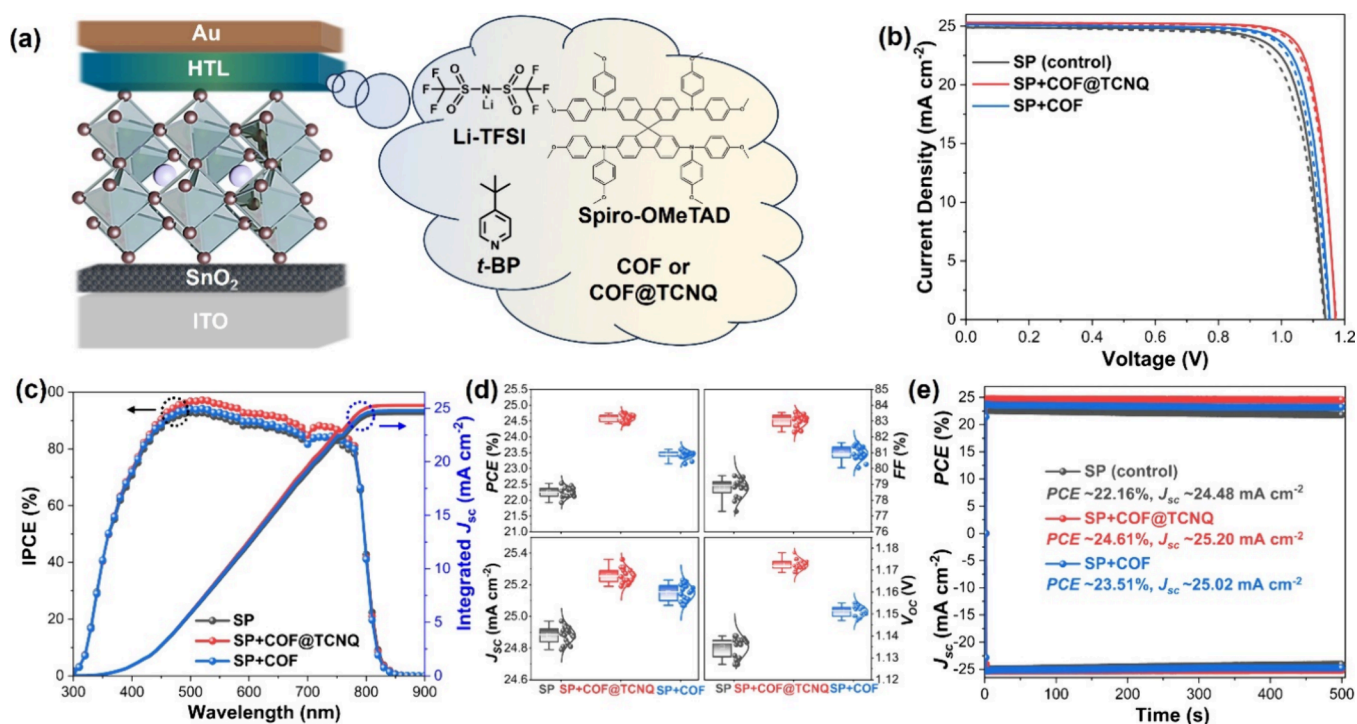 (a)
Au
HTL
SnO2
ITO
F
F
F
O
S
O
N
Li
O
S
O
F
F
F
Li-TFSI
Spiro-OMeTAD
N
t-BP
COF or
COF@TCNQ
(b)
Current Density (mA cm-2)
30
25
20
15
10
5
0
SP (control)
SP+COF@TCNQ
SP+COF
0.0 0.2 0.4 0.6 0.8 1.0 1.2
Voltage (V)
(c)
IPCE (%)
100
80
60
40
20
0
SP
SP+COF@TCNQ
SP+COF
25
20
15
10
5
0
Integrated Jsc (mA cm-2)
300 400 500 600 700 800 900
Wavelength (nm)
(d)
PCE (%)
25.5
25.0
24.5
24.0
23.5
23.0
22.5
22.0
21.5
21.0
85
84
83
82
81
80
79
78
77
76
FF (%)
Jsc (mA cm-2)
25.4
25.2
25.0
24.8
24.6
1.18
1.17
1.16
1.15
1.14
1.13
1.12
VOC (V)
SP SP+COF@TCNQ SP+COF
SP SP+COF@TCNQ SP+COF
(e)
PCE (%)
Jsc (mA cm-2)
25
20
15
10
5
0
-5
-10
-15
-20
-25
SP (control)
PCE ~22.16%, Jsc ~24.48 mA cm-2
SP+COF@TCNQ
PCE ~24.61%, Jsc ~25.20 mA cm-2
SP+COF
PCE ~23.51%, Jsc ~25.02 mA cm-2
0 100 200 300 400 500
Time (s)